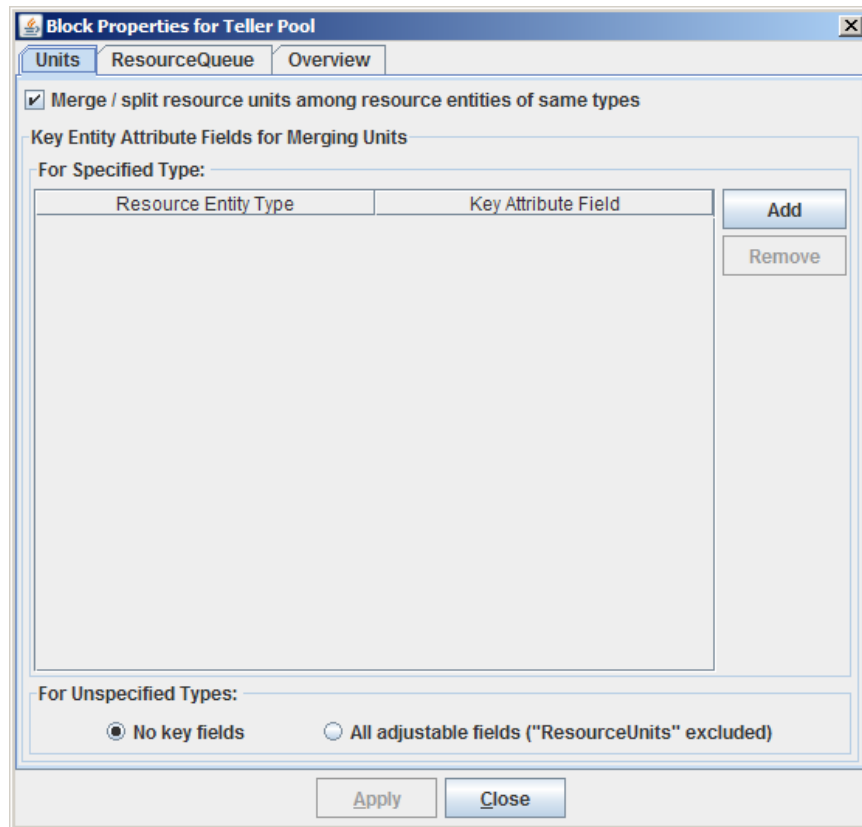 Block Properties for Teller Pool
Units ResourceQueue Overview
Merge / split resource units among resource entities of same types
Key Entity Attribute Fields for Merging Units
For Specified Type:
Resource Entity Type Key Attribute Field
Add
Remove
For Unspecified Types:
No key fields All adjustable fields ("ResourceUnits" excluded)
Apply Close